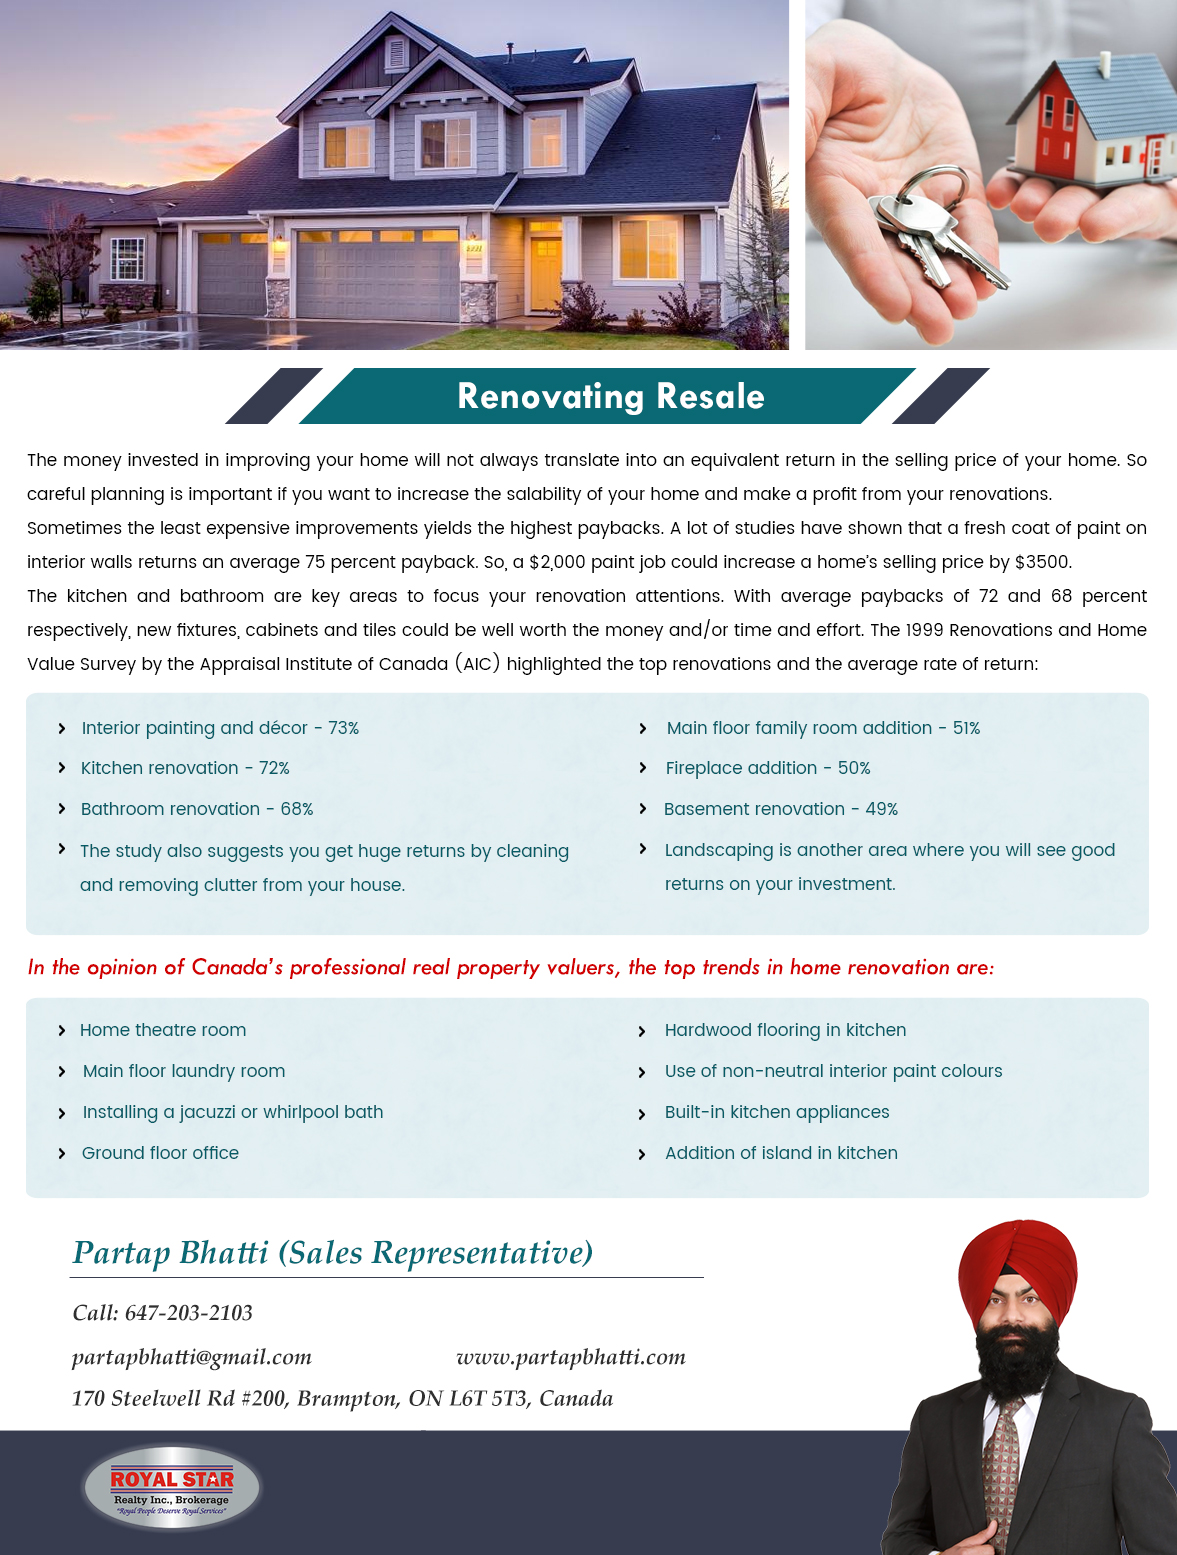 Renovating Resale
The money invested in improving your home will not always translate into an equivalent return in the selling price of your home. So
careful planning is important if you want to increase the salability of your home and make a profit from your renovations.
Sometimes the least expensive improvements yields the highest paybacks. A lot of studies have shown that a fresh coat of paint on
interior walls returns an average 75 percent payback. So, a $2,000 paint job could increase a home's selling price by $3500.
The kitchen and bathroom are key areas to focus your renovation attentions. With average paybacks of 72 and 68 percent
respectively, new fixtures, cabinets and tiles could be well worth the money and/or time and effort. The 1999 Renovations and Home
Value Survey by the Appraisal Institute of Canada (AIC) highlighted the top renovations and the average rate of return:
Interior painting and décor - 73%
Kitchen renovation - 72%
Bathroom renovation - 68%
The study also suggests you get huge returns by cleaning
and removing clutter from your house.
Main floor family room addition - 51%
Fireplace addition - 50%
Basement renovation - 49%
Landscaping is another area where you will see good
returns on your investment.
In the opinion of Canada's professional real property valuers, the top trends in home renovation are:
Home theatre room
Main floor laundry room
Installing a jacuzzi or whirlpool bath
Ground floor office
Hardwood flooring in kitchen
Use of non-neutral interior paint colours
Built-in kitchen appliances
Addition of island in kitchen
Partap Bhatti (Sales Representative)
Call: 647-203-2103
partapbhatti@gmail.com
www.partapbhatti.com
170 Steelwell Rd #200, Brampton, ON L6T 5T3, Canada
ROYAL STAR
Realty Inc., Brokerage
"Royal People Deserve Royal Services"